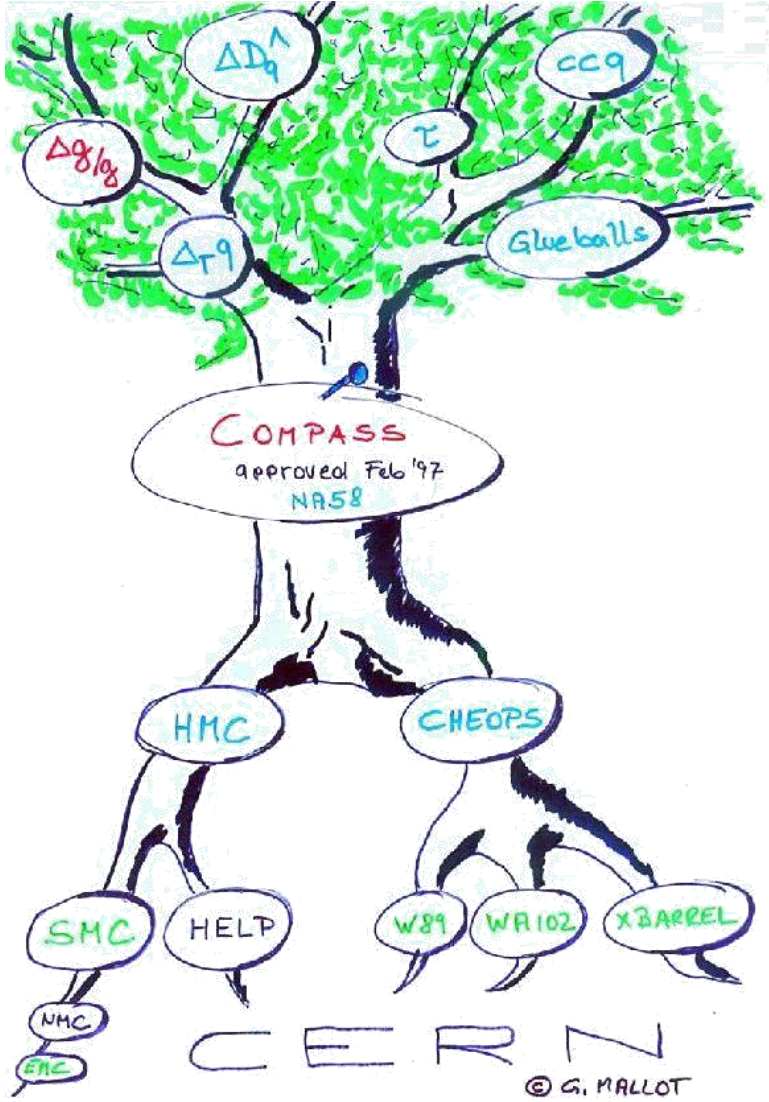 ΔD_q^Λ
ccq
τ
Δg/g
Δ_T q
Glueballs
COMPASS
approved Feb '97
NA58
HMC
CHEOPS
SMC
HELP
W89
WA102
XBARREL
NMC
EMC
CERN
© G. MALLOT